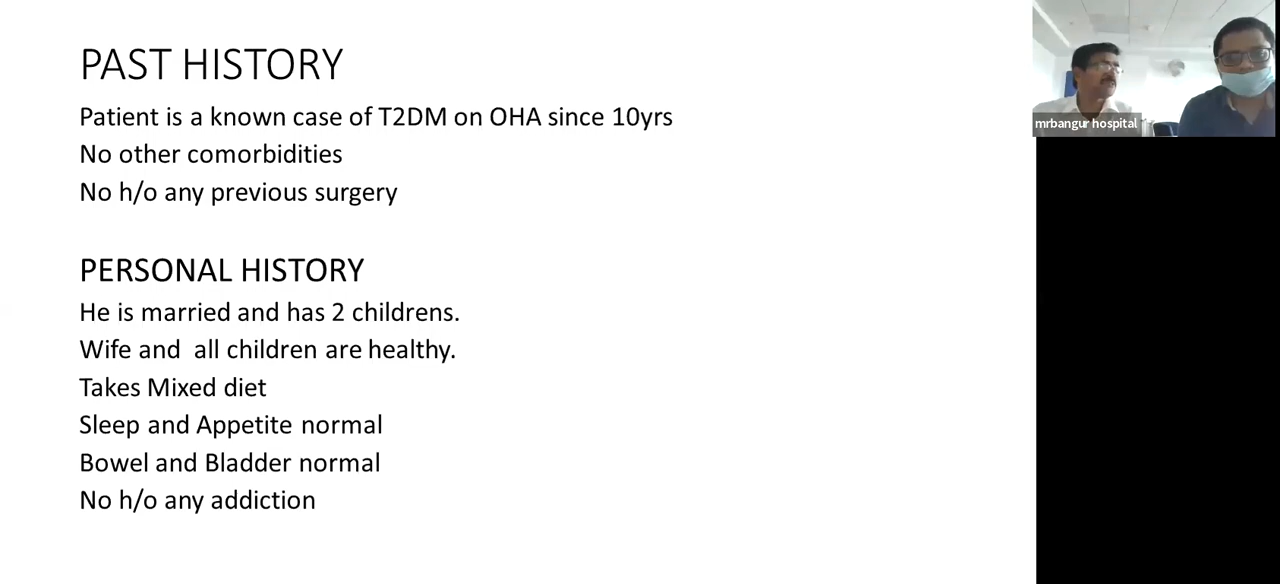 PAST HISTORY
Patient is a known case of T2DM on OHA since 10yrs
No other comorbidities
No h/o any previous surgery
PERSONAL HISTORY
He is married and has 2 childrens.
Wife and  all children are healthy.
Takes Mixed diet
Sleep and Appetite normal
Bowel and Bladder normal
No h/o any addiction
mrbangur hospital